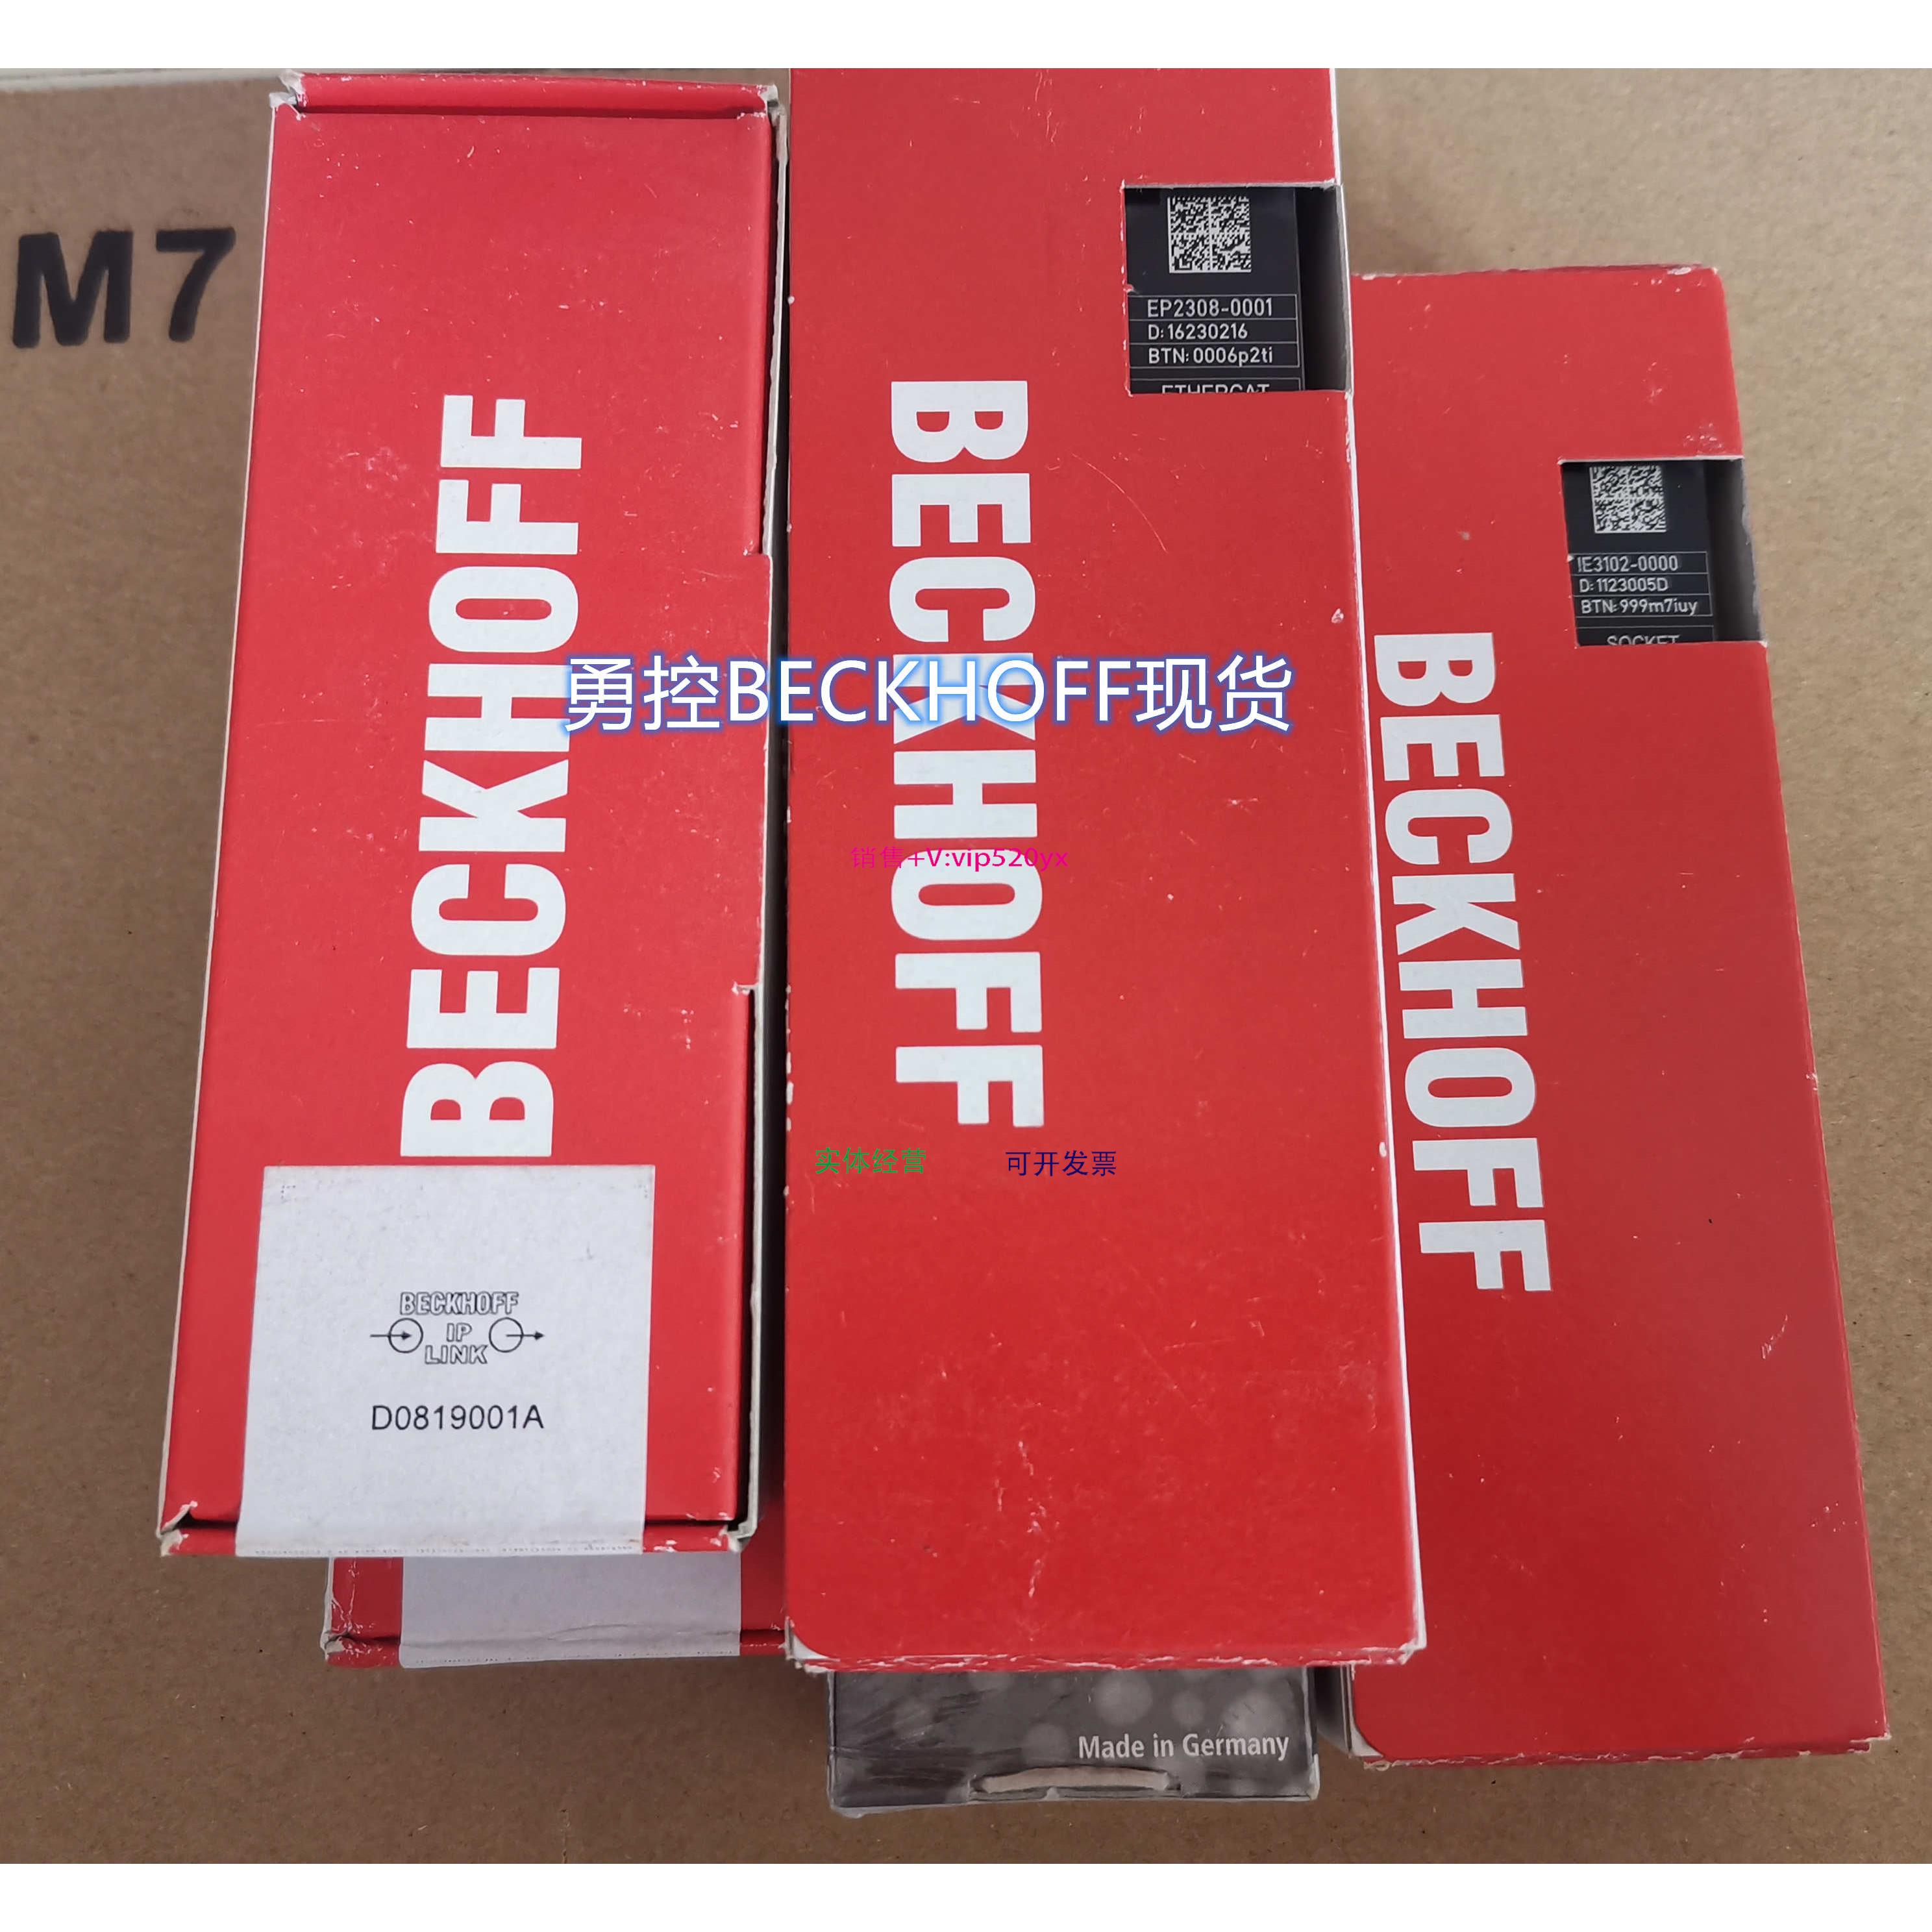 M7
BECKHOFF
BECKHOFF
IP
LINK
D0819001A
EP2308-0001
D:16230216
BTN:0006p2ti
ETHERCAT
BECKHOFF
IE3102-0000
D:1123005D
BTN:999m7iuy
SOCKET
BECKHOFF
勇控BECKHOFF现货
销售+V:vip520yx
实体经营
可开发票
Made in Germany